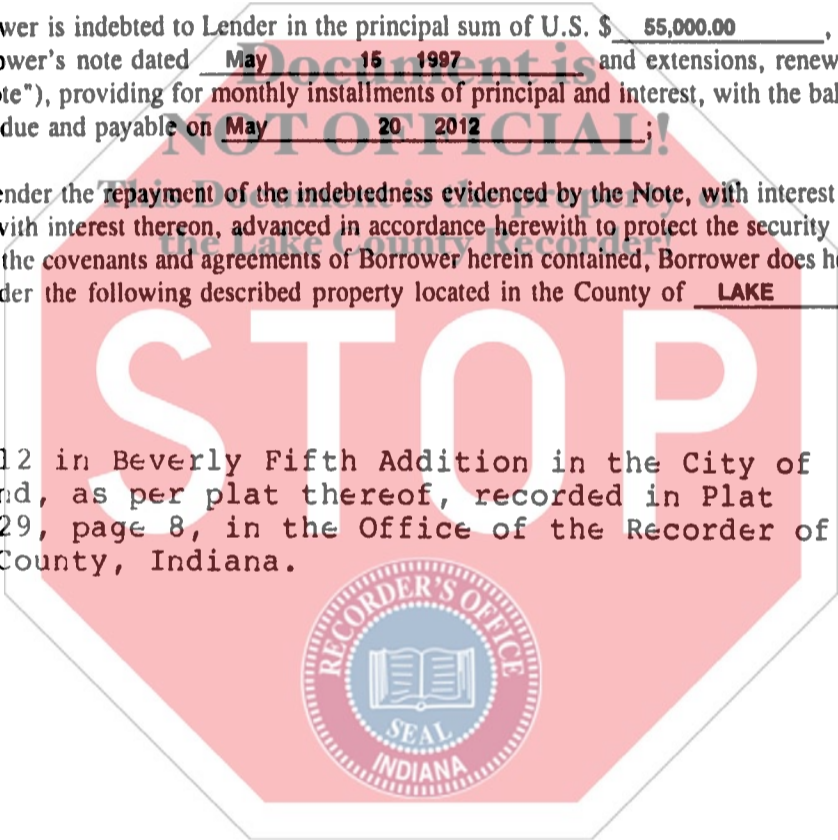 wer is indebted to Lender in the principal sum of U.S. $ 55,000.00 ,
ower's note dated May 15 1997 and extensions, renew
te"), providing for monthly installments of principal and interest, with the bal
due and payable on May 20 2012 ;
Document is
NOT OFFICIAL!
This Document is the property of
the Lake County Recorder!
ender the repayment of the indebtedness evidenced by the Note, with interest
with interest thereon, advanced in accordance herewith to protect the security
the covenants and agreements of Borrower herein contained, Borrower does he
der the following described property located in the County of LAKE
STOP
12 in Beverly Fifth Addition in the City of
nd, as per plat thereof, recorded in Plat
29, page 8, in the Office of the Recorder of
County, Indiana.
RECORDER'S OFFICE
SEAL
INDIANA